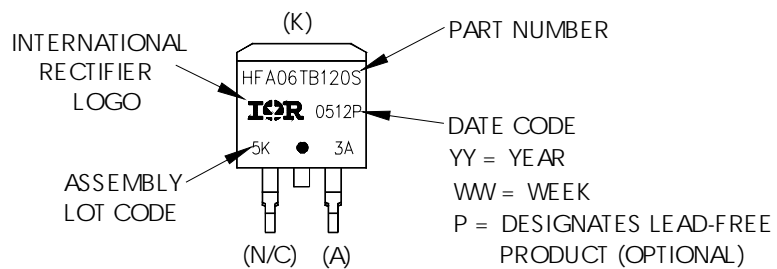 (K)
INTERNATIONAL
RECTIFIER
LOGO
PART NUMBER
HFA06TB120S
IOR 0512P
5K 3A
ASSEMBLY
LOT CODE
DATE CODE
YY = YEAR
WW = WEEK
P = DESIGNATES LEAD-FREE
PRODUCT (OPTIONAL)
(N/C) (A)